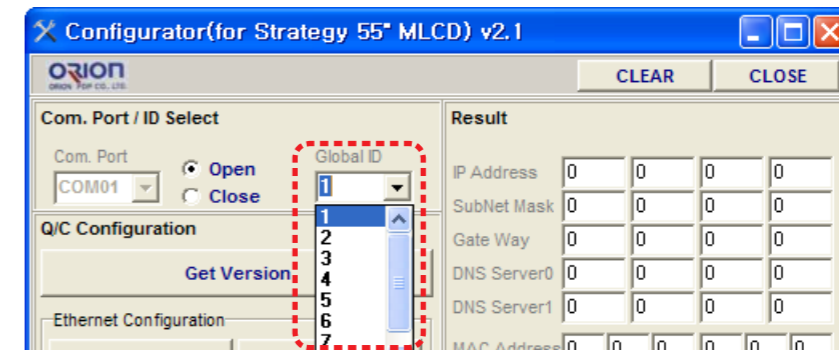 Configurator(for Strategy 55" MLCD) v2.1
ORION
ORION PDP CO., LTD.
CLEAR CLOSE
Com. Port / ID Select
Com. Port
COM01
Open
Close
Global ID
1
1
2
3
4
5
6
7
Q/C Configuration
Get Version
Ethernet Configuration
Result
IP Address 0 0 0 0
SubNet Mask 0 0 0 0
Gate Way 0 0 0 0
DNS Server0 0 0 0 0
DNS Server1 0 0 0 0
MAC Address 0 0 0 0 0 0